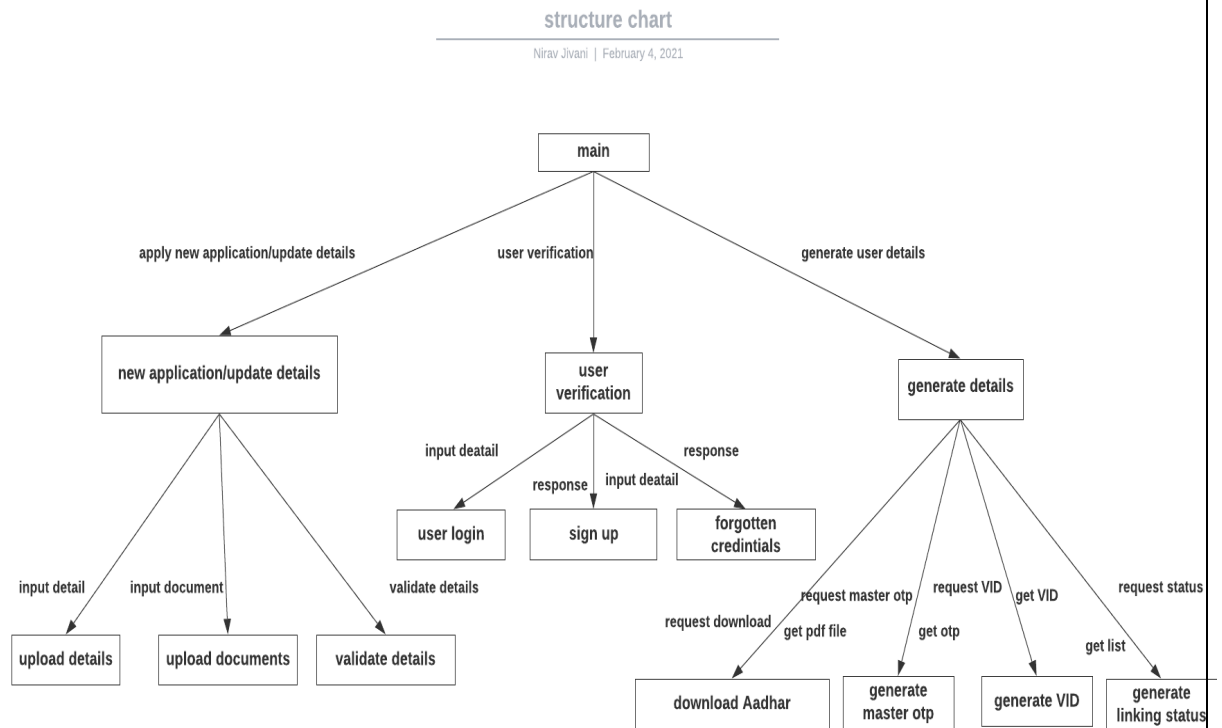 structure chart
Nirav Jivani | February 4, 2021
main
apply new application/update details
user verification
generate user details
new application/update details
user
verification
generate details
input deatail
response
input deatail
response
user login
sign up
forgotten
credintials
input detail
input document
validate details
request download
request master otp
get pdf file
get otp
request VID
get VID
request status
get list
upload details
upload documents
validate details
download Aadhar
generate
master otp
generate VID
generate
linking status